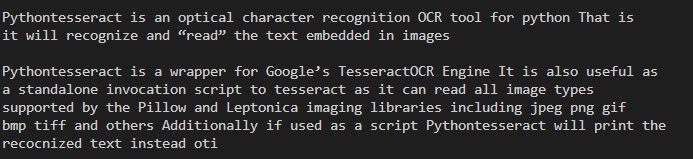 Pythontesseract is an optical character recognition OCR tool for python That is
it will recognize and “read” the text embedded in images
Pythontesseract is a wrapper for Google’s TesseractOCR Engine It is also useful as
a standalone invocation script to tesseract as it can read all image types
supported by the Pillow and Leptonica imaging libraries including jpeg png gif
bmp tiff and others Additionally if used as a script Pythontesseract will print the
recocnized text instead oti